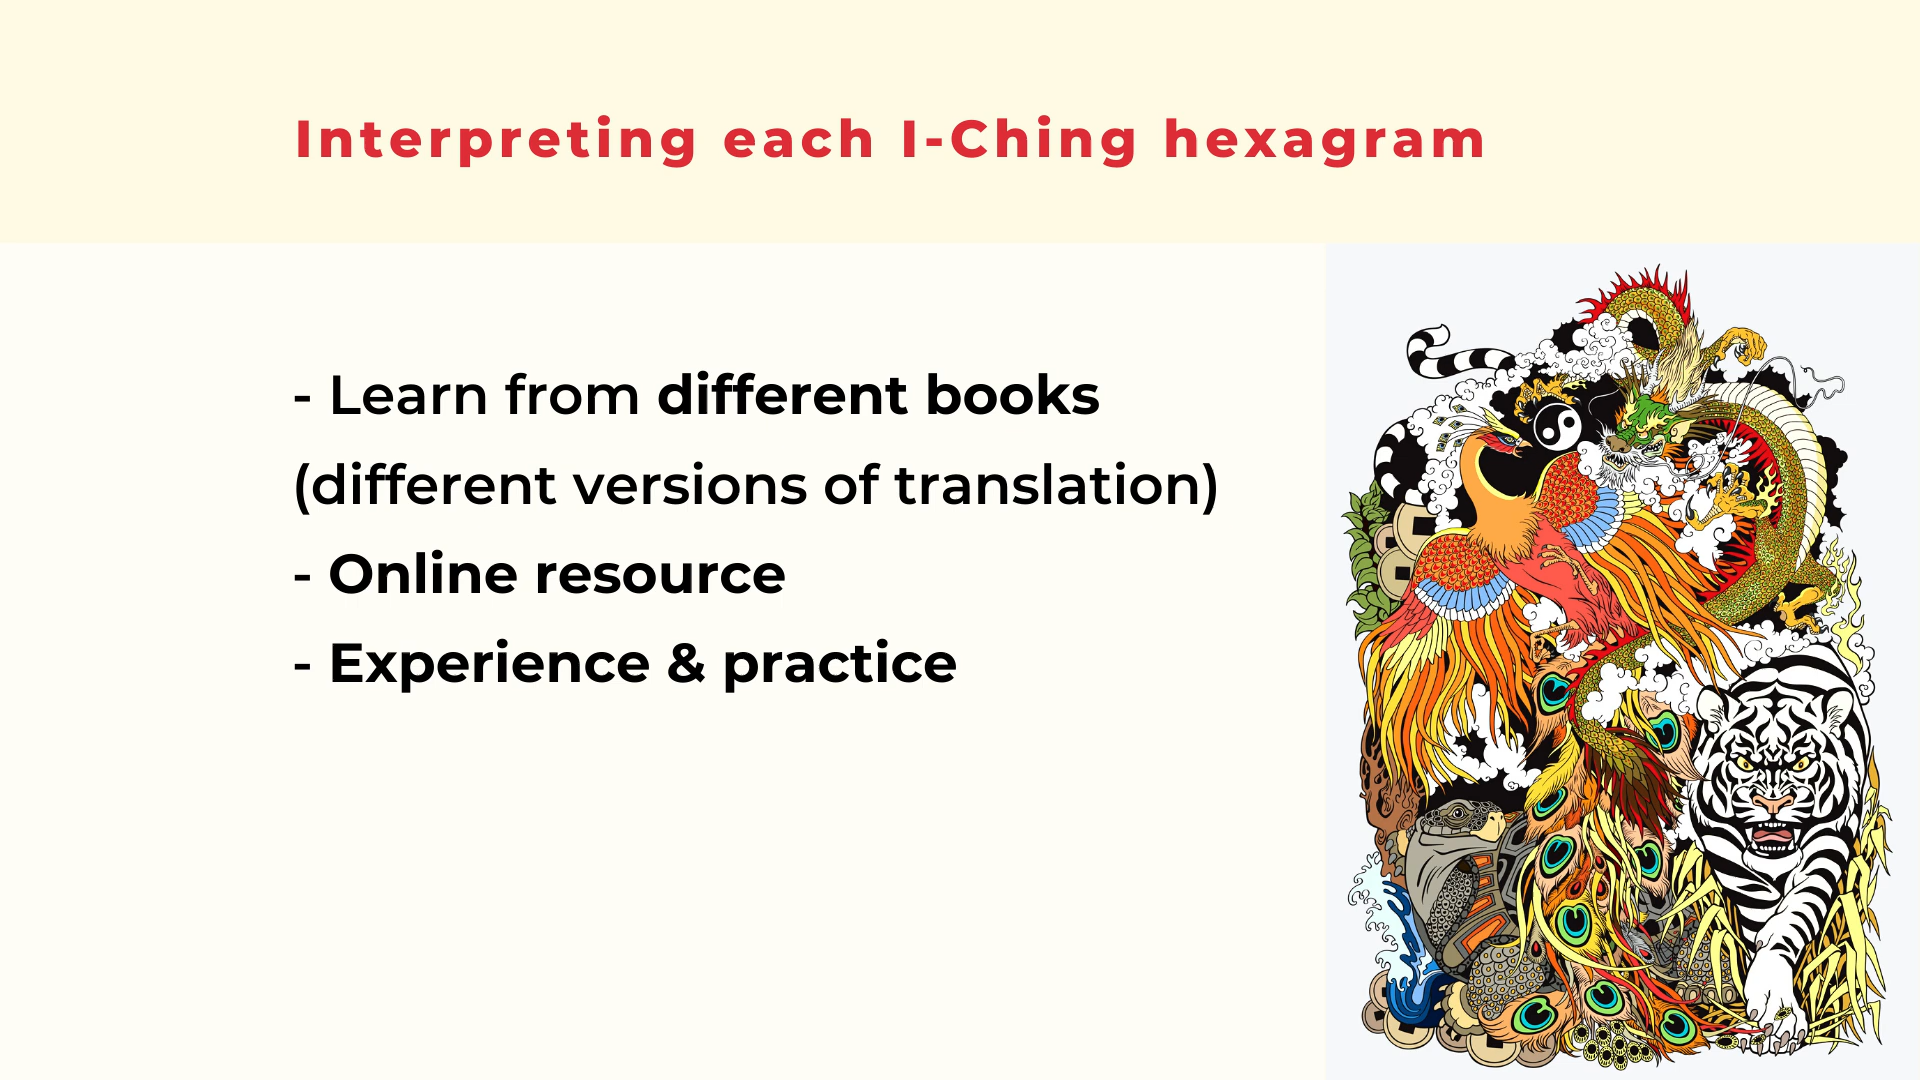 Interpreting each I-Ching hexagram
- Learn from different books
(different versions of translation)
- Online resource
- Experience & practice